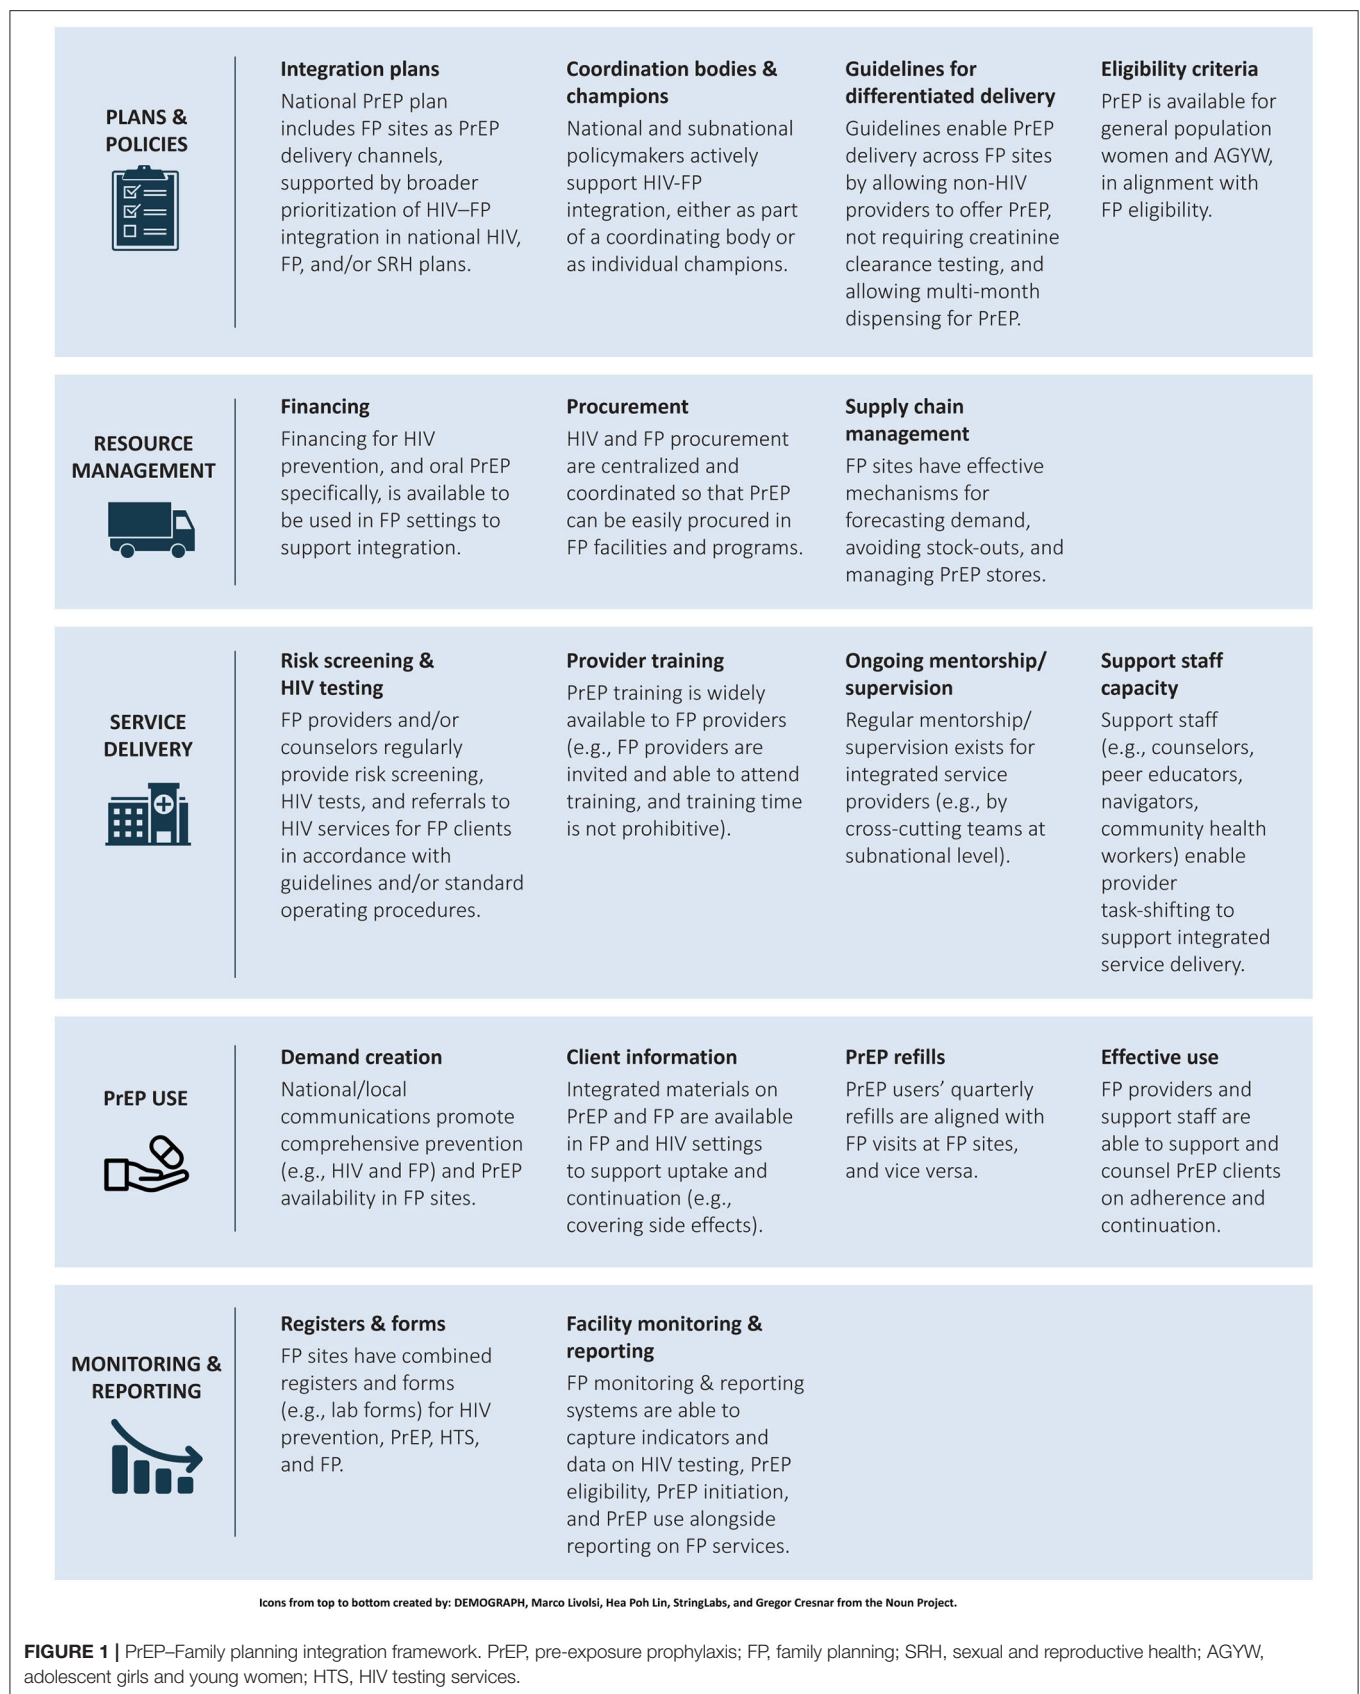 PLANS &
POLICIES
Integration plans
National PrEP plan
includes FP sites as PrEP
delivery channels,
supported by broader
prioritization of HIV–FP
integration in national HIV,
FP, and/or SRH plans.
Coordination bodies &
champions
National and subnational
policymakers actively
support HIV-FP
integration, either as part
of a coordinating body or
as individual champions.
Guidelines for
differentiated delivery
Guidelines enable PrEP
delivery across FP sites
by allowing non-HIV
providers to offer PrEP,
not requiring creatinine
clearance testing, and
allowing multi-month
dispensing for PrEP.
Eligibility criteria
PrEP is available for
general population
women and AGYW,
in alignment with
FP eligibility.
RESOURCE
MANAGEMENT
Financing
Financing for HIV
prevention, and oral PrEP
specifically, is available to
be used in FP settings to
support integration.
Procurement
HIV and FP procurement
are centralized and
coordinated so that PrEP
can be easily procured in
FP facilities and programs.
Supply chain
management
FP sites have effective
mechanisms for
forecasting demand,
avoiding stock-outs, and
managing PrEP stores.
SERVICE
DELIVERY
Risk screening &
HIV testing
FP providers and/or
counselors regularly
provide risk screening,
HIV tests, and referrals to
HIV services for FP clients
in accordance with
guidelines and/or standard
operating procedures.
Provider training
PrEP training is widely
available to FP providers
(e.g., FP providers are
invited and able to attend
training, and training time
is not prohibitive).
Ongoing mentorship/
supervision
Regular mentorship/
supervision exists for
integrated service
providers (e.g., by
cross-cutting teams at
subnational level).
Support staff
capacity
Support staff
(e.g., counselors,
peer educators,
navigators,
community health
workers) enable
provider
task-shifting to
support integrated
service delivery.
PrEP USE
Demand creation
National/local
communications promote
comprehensive prevention
(e.g., HIV and FP) and PrEP
availability in FP sites.
Client information
Integrated materials on
PrEP and FP are available
in FP and HIV settings
to support uptake and
continuation (e.g.,
covering side effects).
PrEP refills
PrEP users’ quarterly
refills are aligned with
FP visits at FP sites,
and vice versa.
Effective use
FP providers and
support staff are
able to support and
counsel PrEP clients
on adherence and
continuation.
MONITORING &
REPORTING
Registers & forms
FP sites have combined
registers and forms
(e.g., lab forms) for HIV
prevention, PrEP, HTS,
and FP.
Facility monitoring &
reporting
FP monitoring & reporting
systems are able to
capture indicators and
data on HIV testing, PrEP
eligibility, PrEP initiation,
and PrEP use alongside
reporting on FP services.
Icons from top to bottom created by: DEMOGRAPH, Marco Livolsi, Hea Poh Lin, StringLabs, and Gregor Cresnar from the Noun Project.
FIGURE 1 | PrEP–Family planning integration framework. PrEP, pre-exposure prophylaxis; FP, family planning; SRH, sexual and reproductive health; AGYW,
adolescent girls and young women; HTS, HIV testing services.